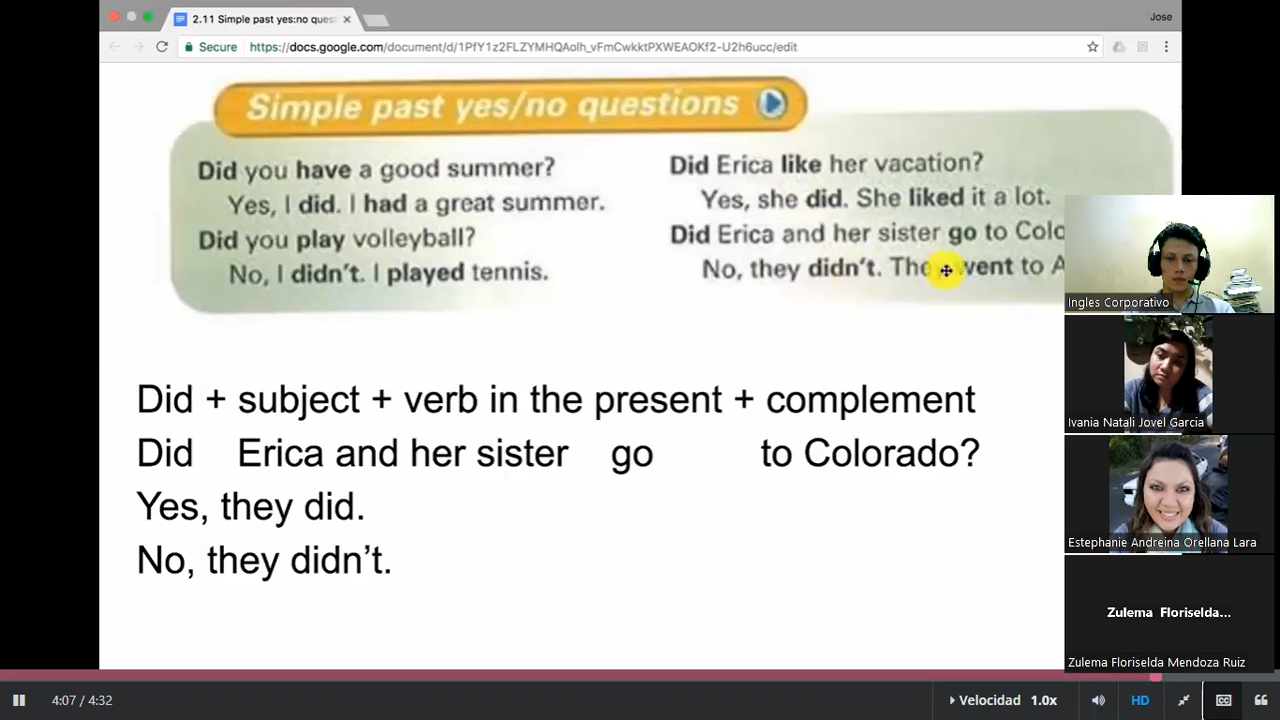 2.11 Simple past yes:no ques
Jose
Secure
https://docs.google.com/document/d/1PfY1z2FLZYMHQAolh_vFmCwkktPXWEAOKf2-U2h6ucc/edit
Simple past yes/no questions
Did you have a good summer?
Yes, I did. I had a great summer.
Did you play volleyball?
No, I didn't. I played tennis.
Did Erica like her vacation?
Yes, she did. She liked it a lot.
Did Erica and her sister go to Colo
No, they didn't. The went to A
Did + subject + verb in the present + complement
Did Erica and her sister go to Colorado?
Yes, they did.
No, they didn't.
Ingles Corporativo
Ivania Natali Jovel Garcia
Estephanie Andreina Orellana Lara
Zulema Floriselda...
Zulema Floriselda Mendoza Ruiz
4:07 / 4:32
Velocidad 1.0x
HD
CC